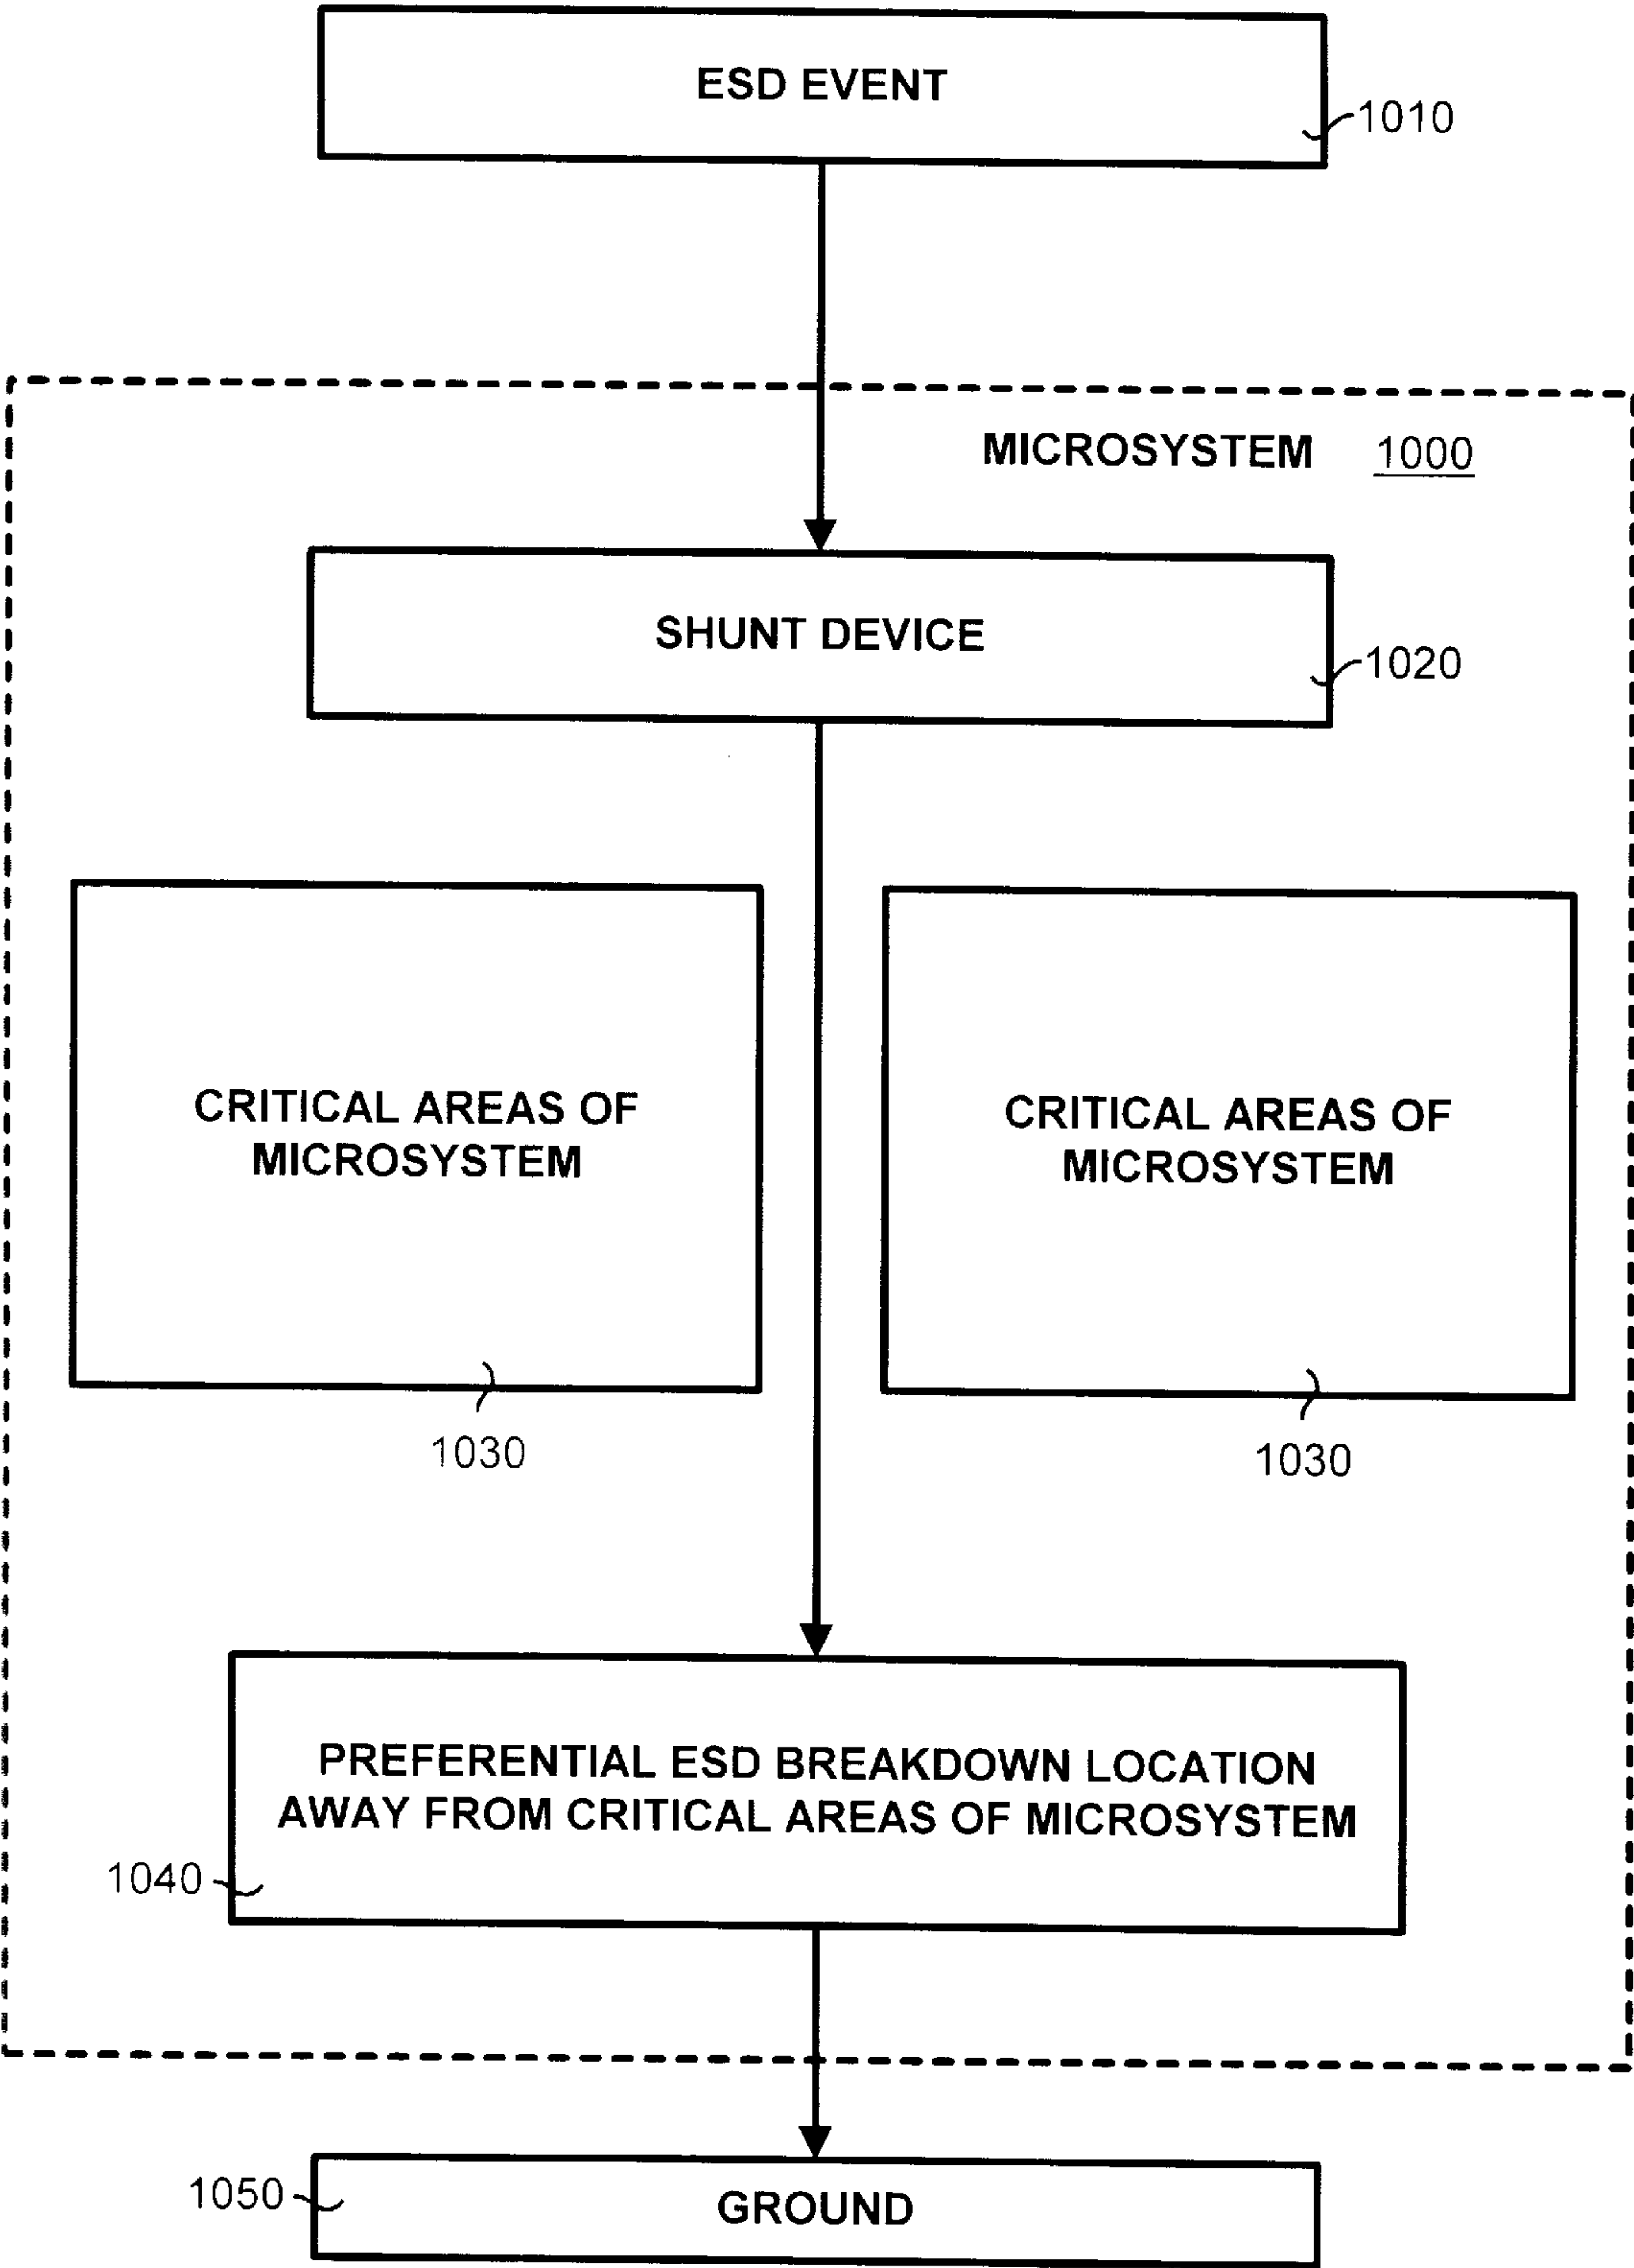 ESD EVENT
1010
MICROSYSTEM 1000
SHUNT DEVICE
1020
CRITICAL AREAS OF
MICROSYSTEM
1030
CRITICAL AREAS OF
MICROSYSTEM
1030
PREFERENTIAL ESD BREAKDOWN LOCATION
AWAY FROM CRITICAL AREAS OF MICROSYSTEM
1040
1050
GROUND